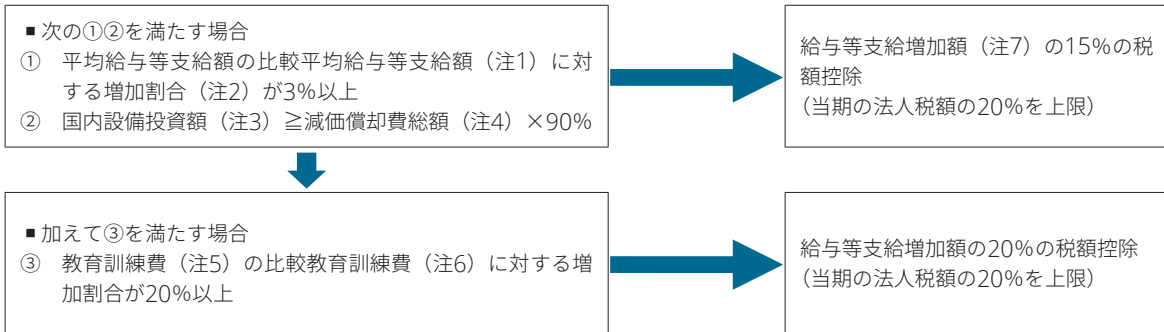 ■ 次の①②を満たす場合
① 平均給与等支給額の比較平均給与等支給額（注1）に対
する増加割合（注2）が3%以上
② 国内設備投資額（注3）≧減価償却費総額（注4）×90%
給与等支給増加額（注7）の15%の税
額控除
（当期の法人税額の20%を上限）
■ 加えて③を満たす場合
③ 教育訓練費（注5）の比較教育訓練費（注6）に対する増
加割合が20%以上
給与等支給増加額の20%の税額控除
（当期の法人税額の20%を上限）